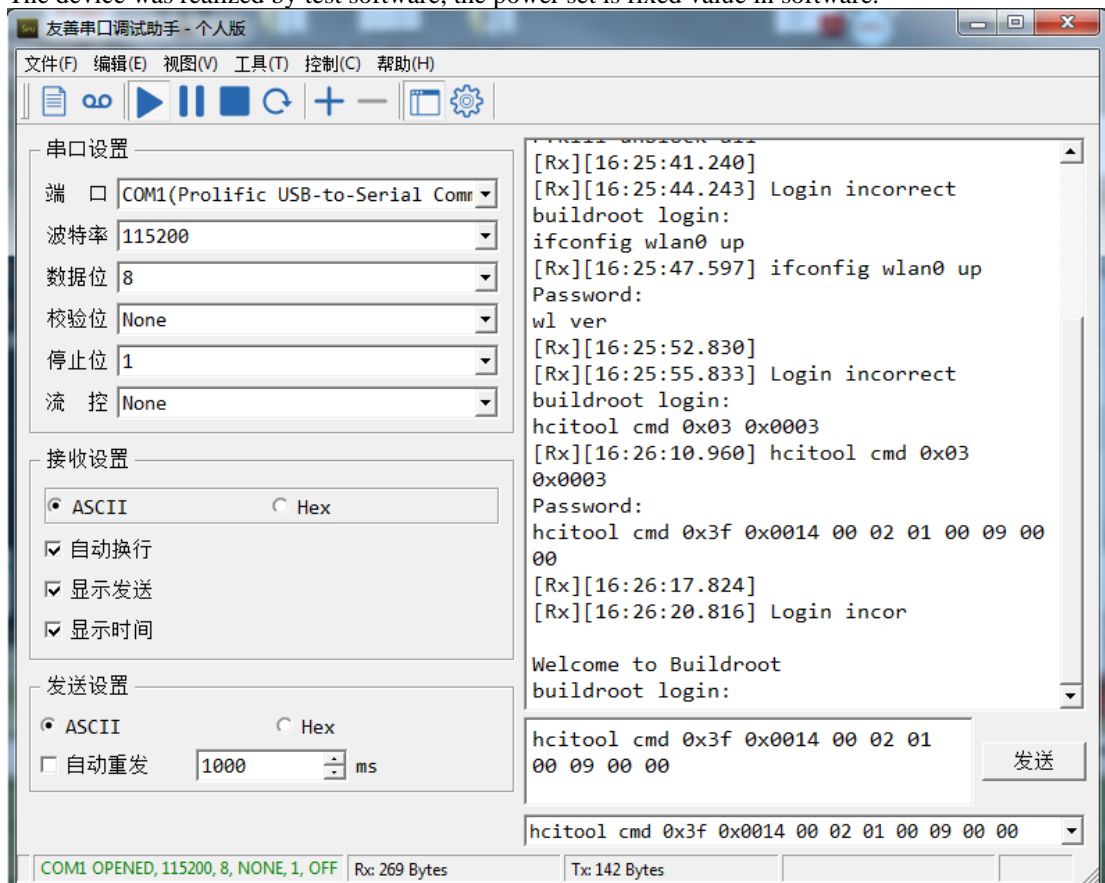 The device was realized by test software, the power set is fixed value in software.
友善串口调试助手 - 个人版
文件(F) 编辑(E) 视图(V) 工具(T) 控制(C) 帮助(H)
串口设置
端 口 COM1(Prolific USB-to-Serial Comm
波特率 115200
数据位 8
校验位 None
停止位 1
流 控 None
接收设置
ASCII Hex
自动换行
显示发送
显示时间
发送设置
ASCII Hex
自动重发 1000 ms
[Rx][16:25:41.240]
[Rx][16:25:44.243] Login incorrect
buildroot login:
ifconfig wlan0 up
[Rx][16:25:47.597] ifconfig wlan0 up
Password:
wl ver
[Rx][16:25:52.830]
[Rx][16:25:55.833] Login incorrect
buildroot login:
hcitool cmd 0x03 0x0003
[Rx][16:26:10.960] hcitool cmd 0x03
0x0003
Password:
hcitool cmd 0x3f 0x0014 00 02 01 00 09 00
00
[Rx][16:26:17.824]
[Rx][16:26:20.816] Login incor
Welcome to Buildroot
buildroot login:
hcitool cmd 0x3f 0x0014 00 02 01
00 09 00 00
发送
hcitool cmd 0x3f 0x0014 00 02 01 00 09 00 00
COM1 OPENED, 115200, 8, NONE, 1, OFF Rx: 269 Bytes Tx: 142 Bytes